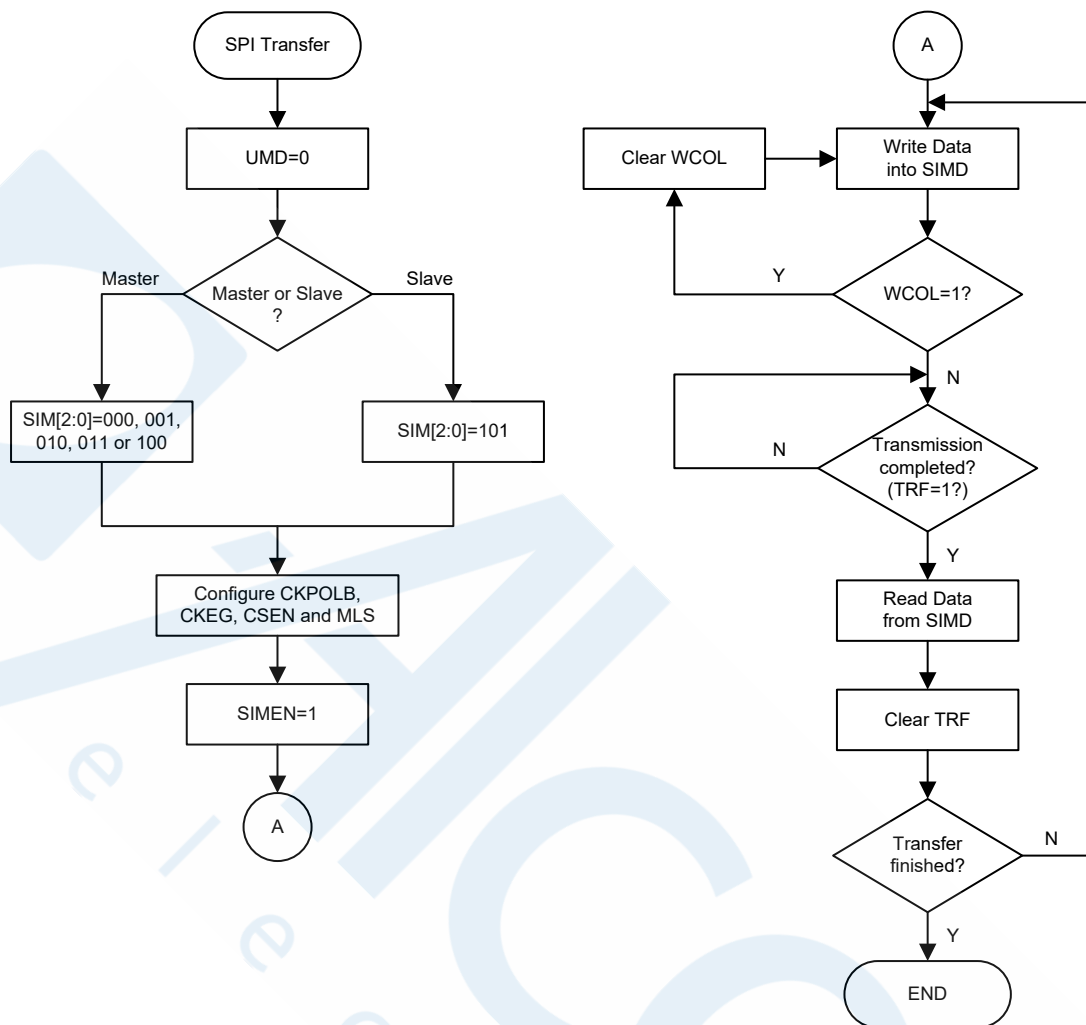 SPI Transfer
UMD=0
Master
Master or Slave
?
Slave
SIM[2:0]=000, 001,
010, 011 or 100
SIM[2:0]=101
Configure CKPOLB,
CKEG, CSEN and MLS
SIMEN=1
A
A
Clear WCOL
Write Data
into SIMD
Y
WCOL=1?
N
N
Transmission
completed?
(TRF=1?)
Y
Read Data
from SIMD
Clear TRF
Transfer
finished?
N
Y
END